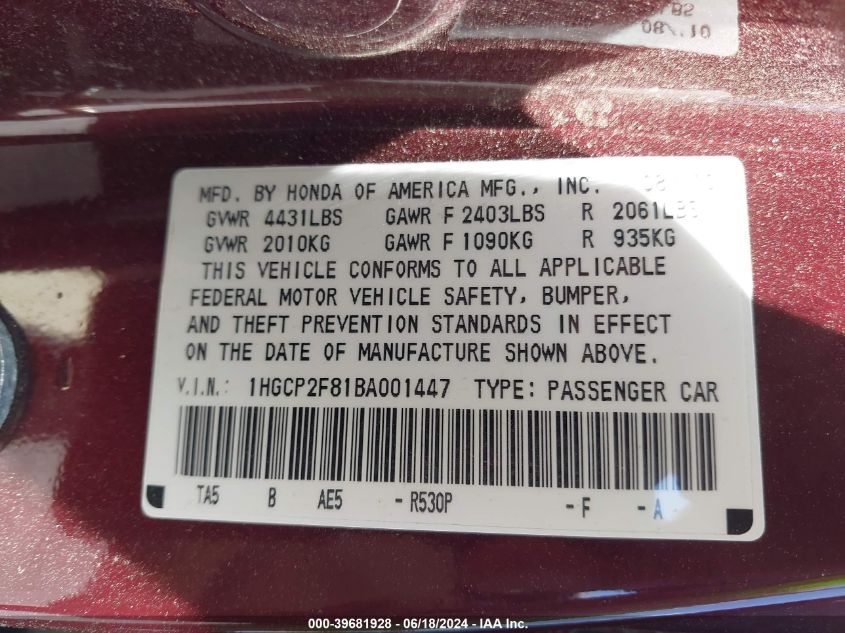 08 10
MFD. BY HONDA OF AMERICA MFG., INC.
GVWR 4431LBS GAWR F 2403LBS R 2061LBS
GVWR 2010KG GAWR F 1090KG R 935KG
THIS VEHICLE CONFORMS TO ALL APPLICABLE
FEDERAL MOTOR VEHICLE SAFETY, BUMPER,
AND THEFT PREVENTION STANDARDS IN EFFECT
ON THE DATE OF MANUFACTURE SHOWN ABOVE.
V.I.N.: 1HGCP2F81BA001447 TYPE: PASSENGER CAR
TA5 B AE5 - R530P - F - A
000-39681928 - 06/18/2024 - IAA Inc.